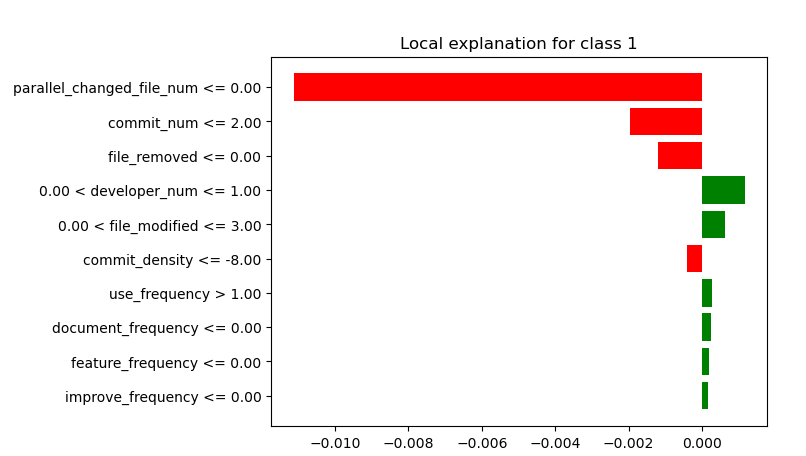 Local explanation for class 1
parallel_changed_file_num <= 0.00
commit_num <= 2.00
file_removed <= 0.00
0.00 < developer_num <= 1.00
0.00 < file_modified <= 3.00
commit_density <= -8.00
use_frequency > 1.00
document_frequency <= 0.00
feature_frequency <= 0.00
improve_frequency <= 0.00
−0.010 −0.008 −0.006 −0.004 −0.002 0.000